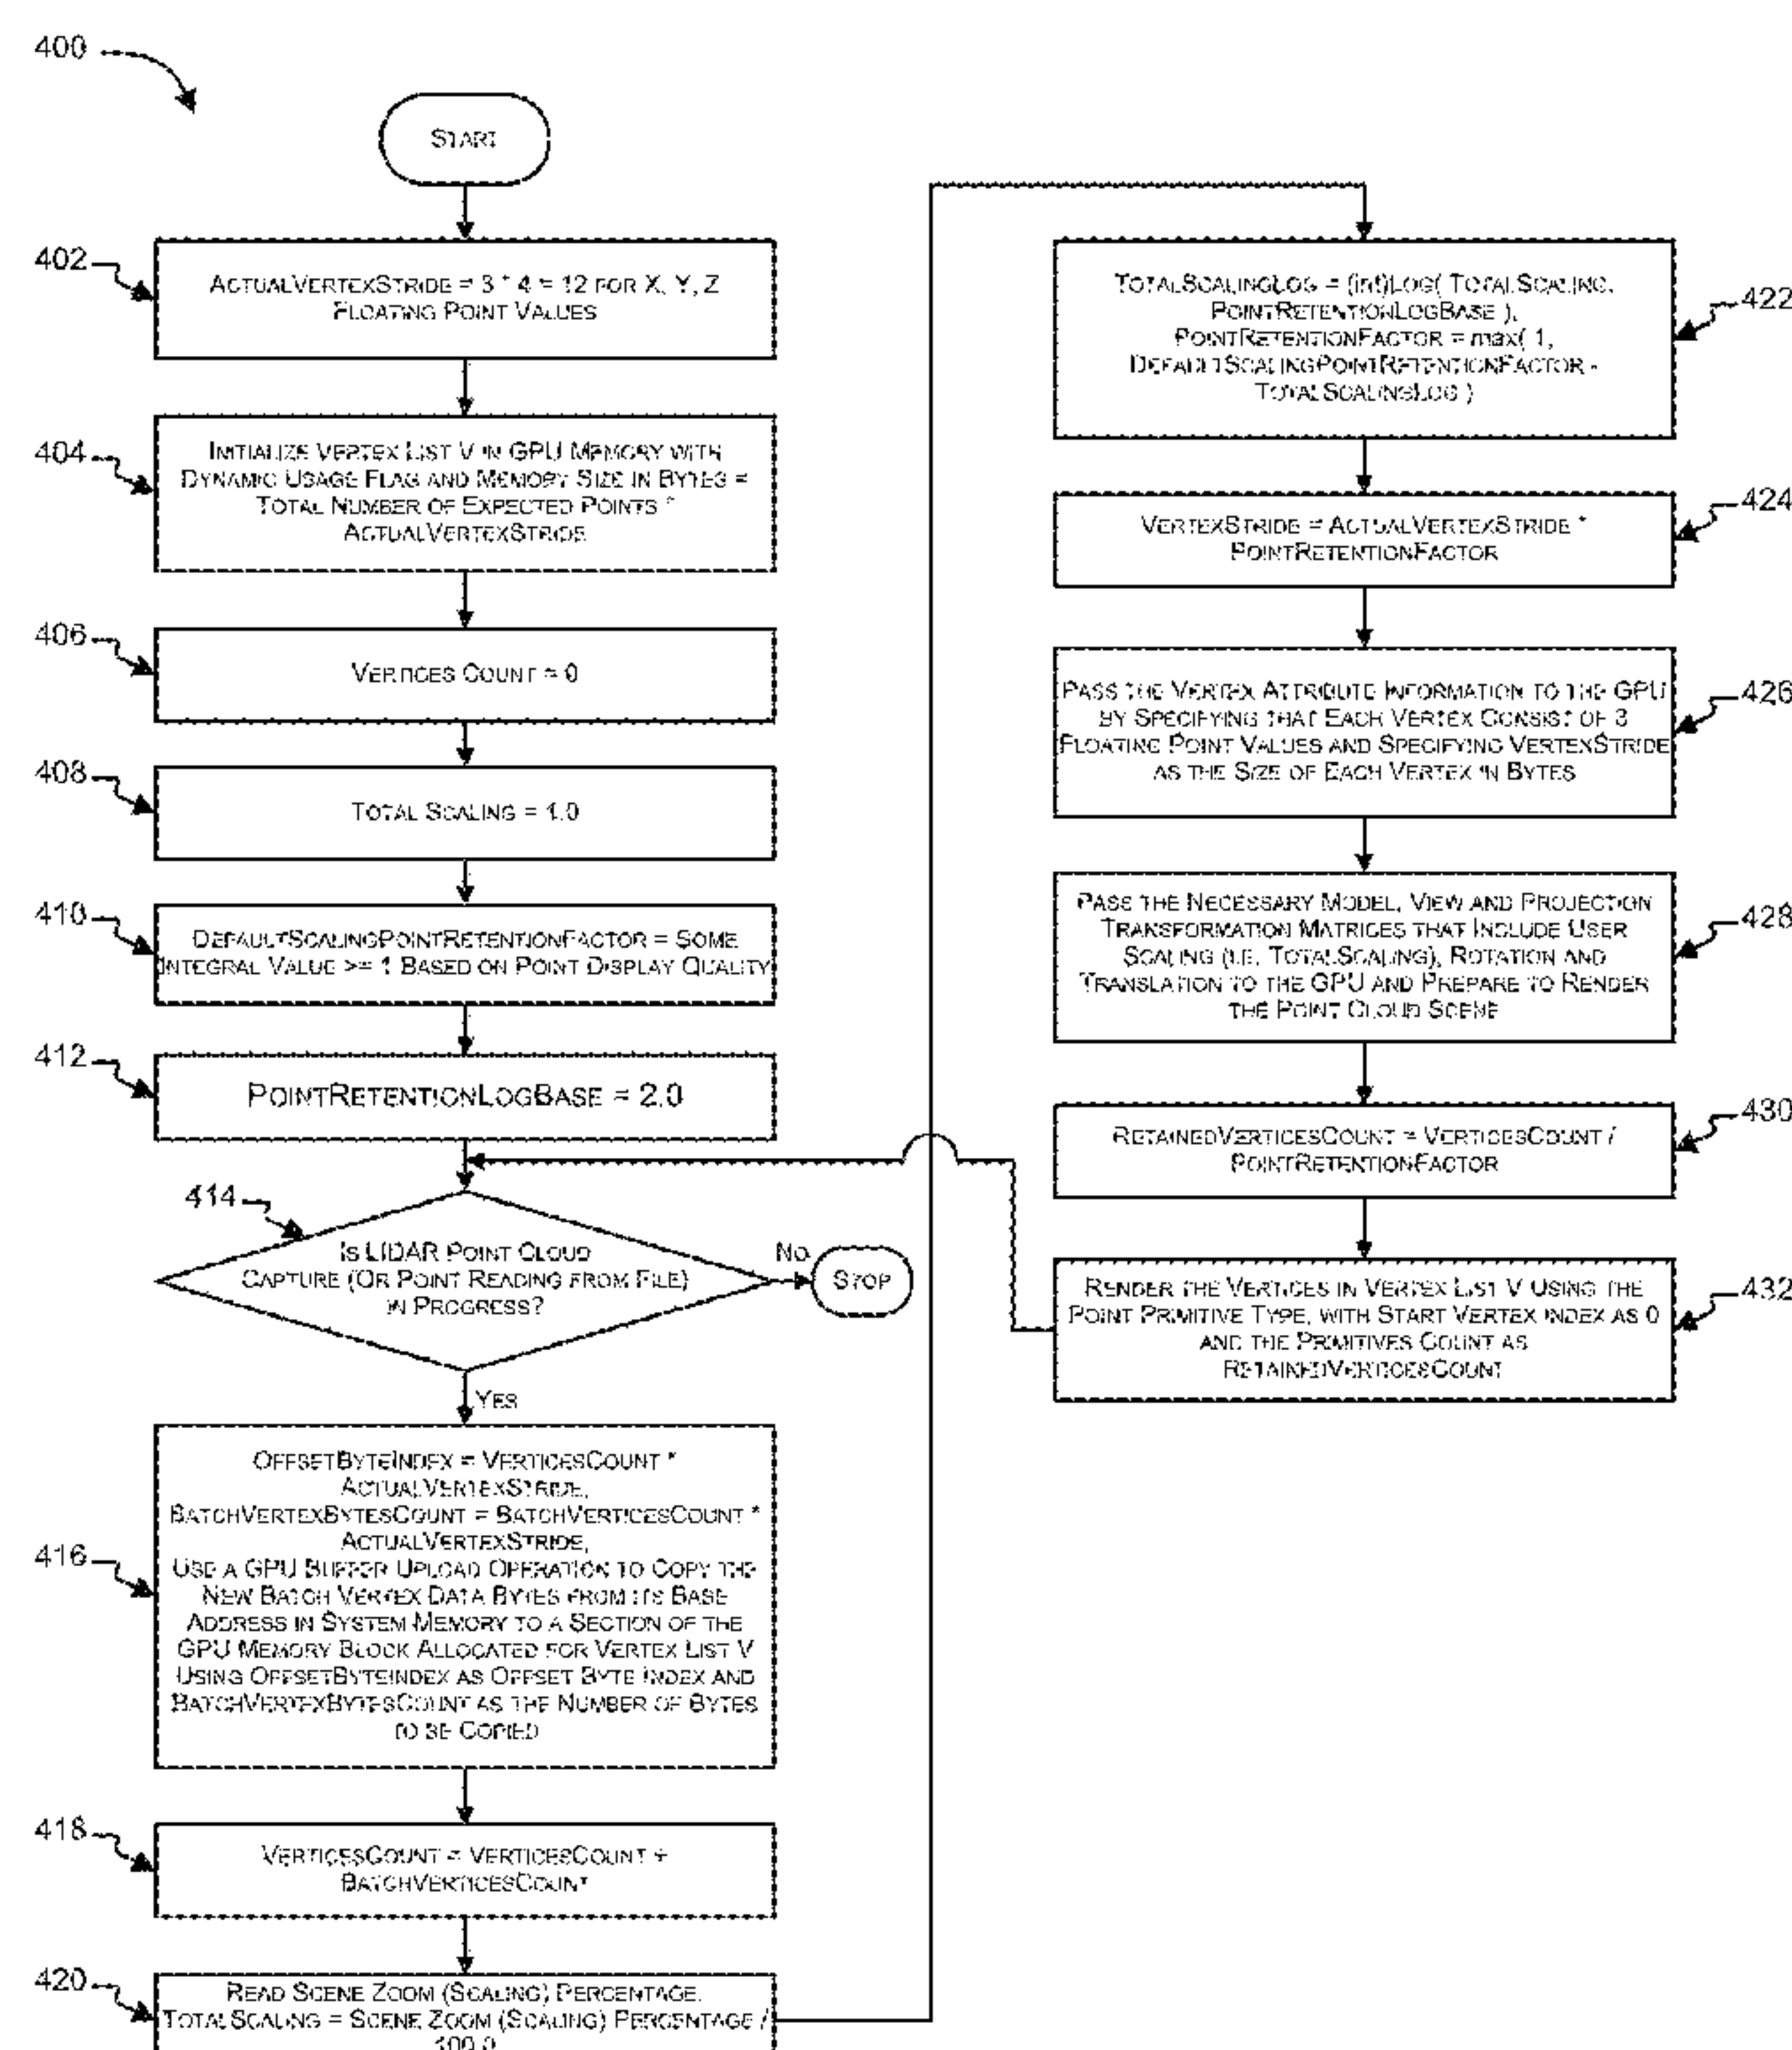 400
START
402
ACTUALVERTEXSTRIDE = 3 * 4 = 12 FOR X, Y, Z
FLOATING POINT VALUES
404
INITIALIZE VERTEX LIST V IN GPU MEMORY WITH
DYNAMIC USAGE FLAG AND MEMORY SIZE IN BYTES =
TOTAL NUMBER OF EXPECTED POINTS *
ACTUALVERTEXSTRIDE
406
VERTICES COUNT = 0
408
TOTAL SCALING = 1.0
410
DEFAULTSCALINGPOINTRETENTIONFACTOR = SOME
INTEGRAL VALUE >= 1 BASED ON POINT DISPLAY QUALITY
412
POINTRETENTIONLOGBASE = 2.0
414
IS LIDAR POINT CLOUD
CAPTURE (OR POINT READING FROM FILE)
IN PROGRESS?
NO
STOP
YES
416
OFFSETBYTEINDEX = VERTICESCOUNT *
ACTUALVERTEXSTRIDE,
BATCHVERTEXBYTESCOUNT = BATCHVERTICESCOUNT *
ACTUALVERTEXSTRIDE,
USE A GPU BUFFER UPLOAD OPERATION TO COPY THE
NEW BATCH VERTEX DATA BYTES FROM ITS BASE
ADDRESS IN SYSTEM MEMORY TO A SECTION OF THE
GPU MEMORY BLOCK ALLOCATED FOR VERTEX LIST V
USING OFFSETBYTEINDEX AS OFFSET BYTE INDEX AND
BATCHVERTEXBYTESCOUNT AS THE NUMBER OF BYTES
TO BE COPIED
418
VERTICESCOUNT = VERTICESCOUNT +
BATCHVERTICESCOUNT
420
READ SCENE ZOOM (SCALING) PERCENTAGE.
TOTALSCALING = SCENE ZOOM (SCALING) PERCENTAGE /
100.0
422
TOTALSCALINGLOG = (int)LOG( TOTALSCALING,
POINTRETENTIONLOGBASE ),
POINTRETENTIONFACTOR = max( 1,
DEFAULTSCALINGPOINTRETENTIONFACTOR -
TOTALSCALINGLOG )
424
VERTEXSTRIDE = ACTUALVERTEXSTRIDE *
POINTRETENTIONFACTOR
426
PASS THE VERTEX ATTRIBUTE INFORMATION TO THE GPU
BY SPECIFYING THAT EACH VERTEX CONSIST OF 3
FLOATING POINT VALUES AND SPECIFYING VERTEXSTRIDE
AS THE SIZE OF EACH VERTEX IN BYTES
428
PASS THE NECESSARY MODEL, VIEW AND PROJECTION
TRANSFORMATION MATRICES THAT INCLUDE USER
SCALING (I.E. TOTALSCALING), ROTATION AND
TRANSLATION TO THE GPU AND PREPARE TO RENDER
THE POINT CLOUD SCENE
430
RETAINEDVERTICESCOUNT = VERTICESCOUNT /
POINTRETENTIONFACTOR
432
RENDER THE VERTICES IN VERTEX LIST V USING THE
POINT PRIMITIVE TYPE, WITH START VERTEX INDEX AS 0
AND THE PRIMITIVES COUNT AS
RETAINEDVERTICESCOUNT